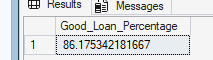 Results Messages
Good_Loan_Percentage
1 86.175342181667